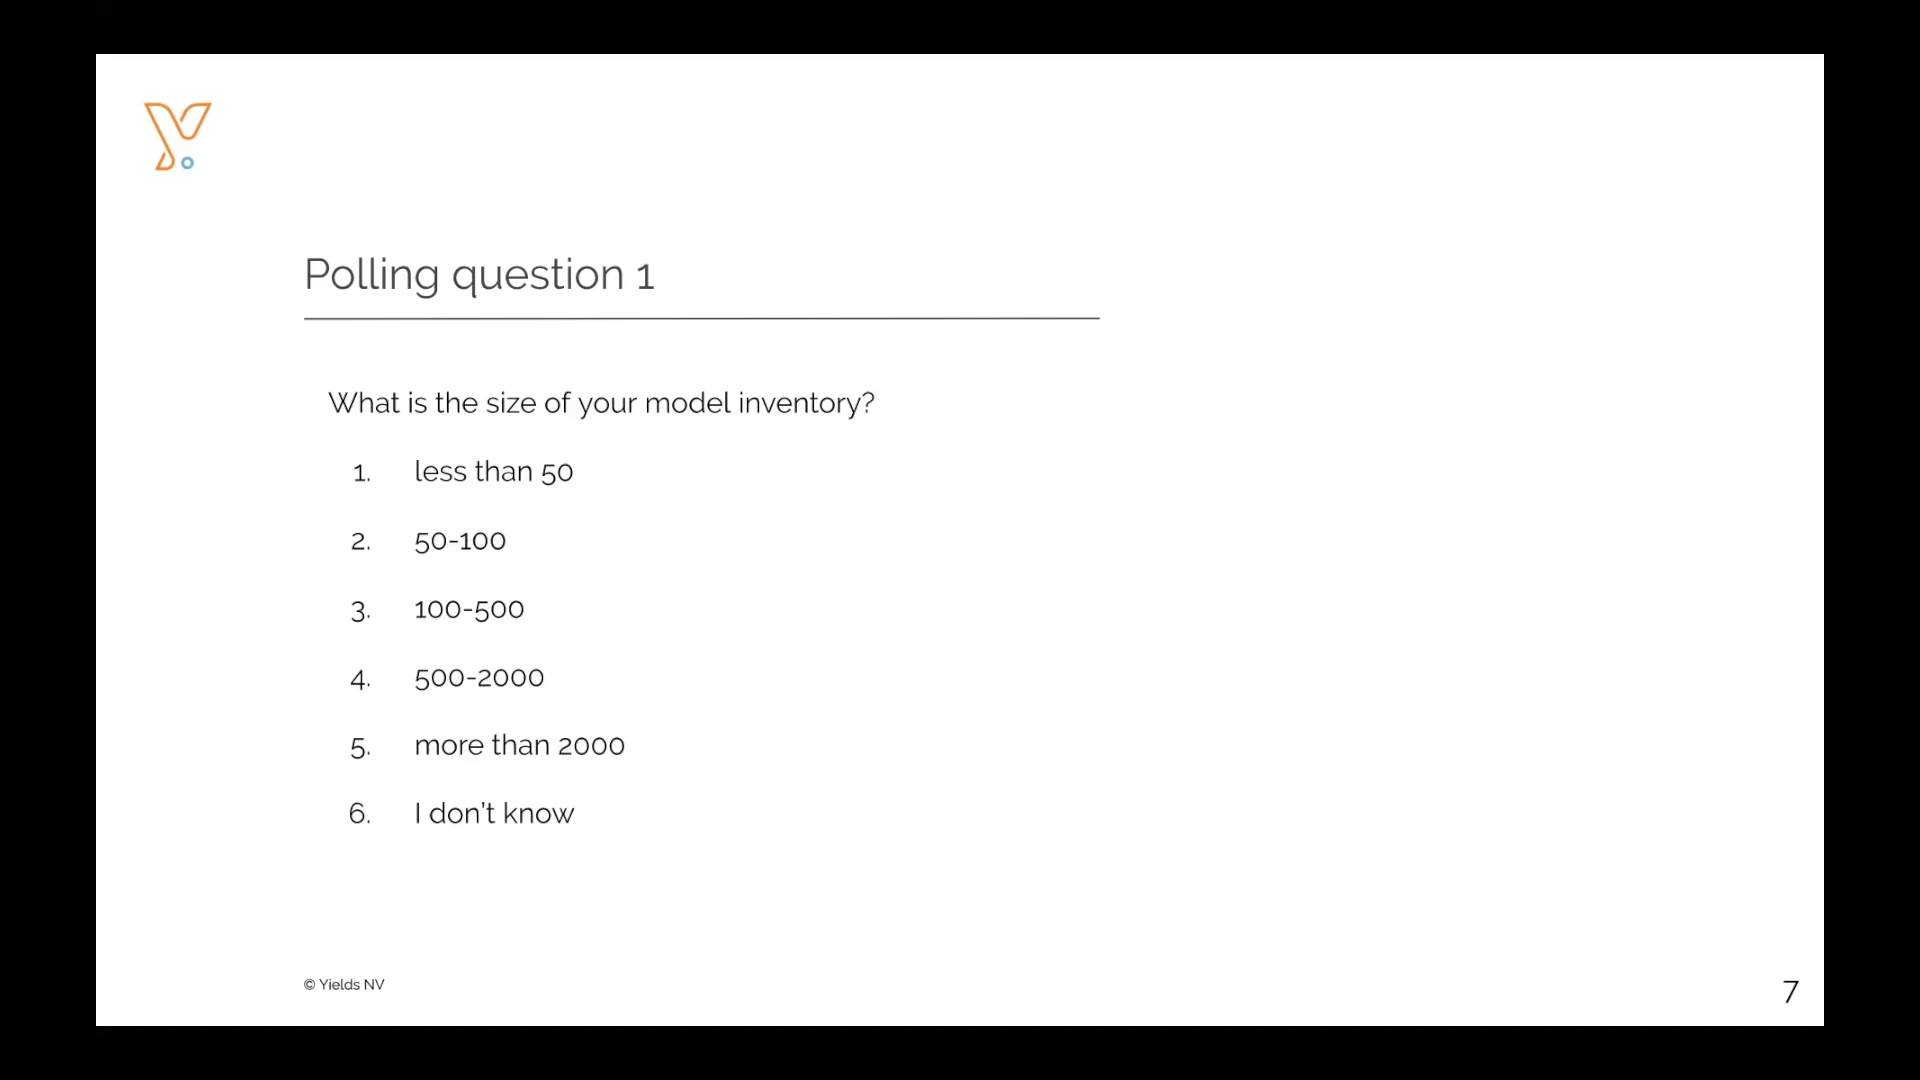 Polling question 1
What is the size of your model inventory?
1. less than 50
2. 50-100
3. 100-500
4. 500-2000
5. more than 2000
6. I don’t know
© Yields NV
7